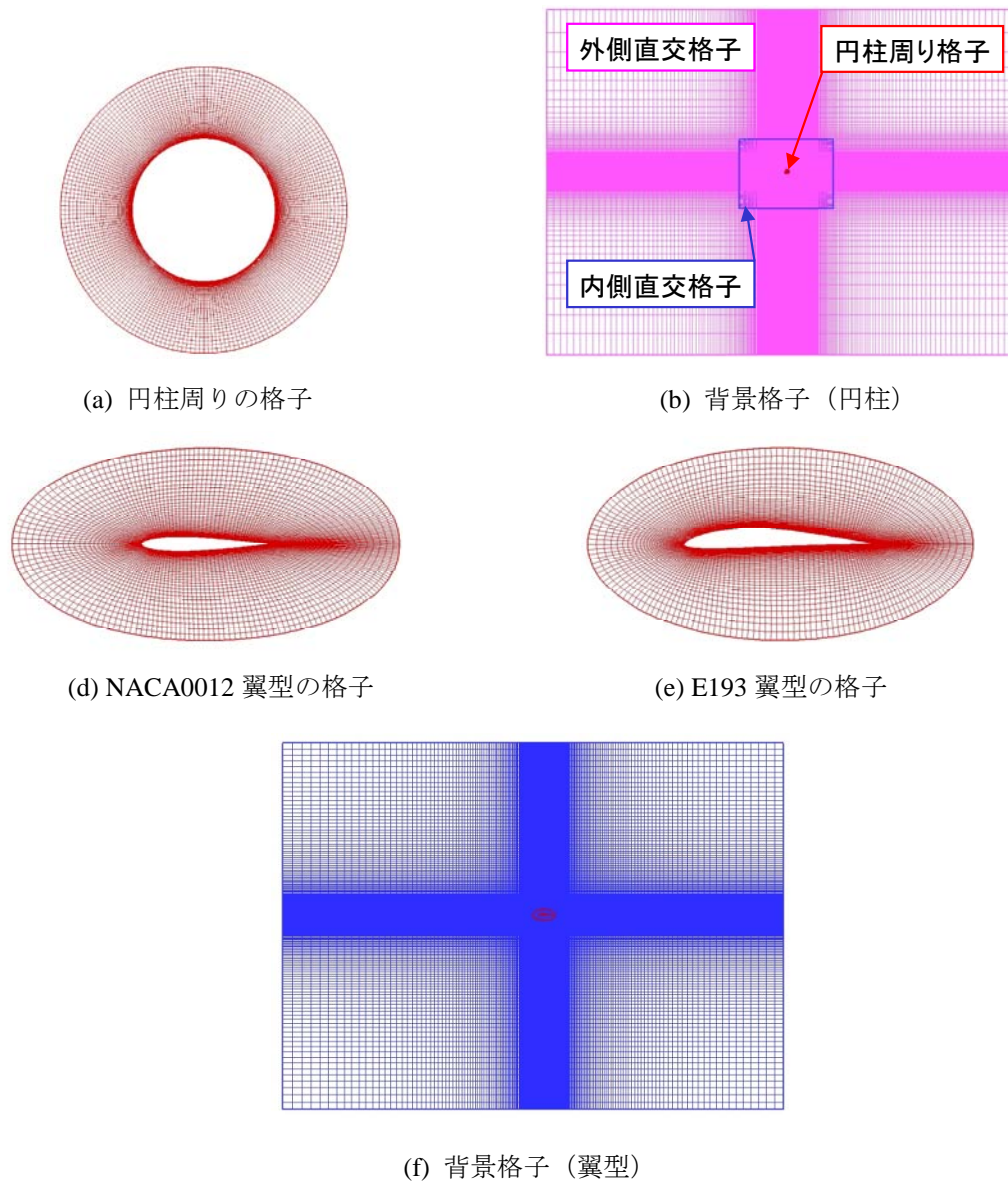 外側直交格子
円柱周り格子
内側直交格子
(a) 円柱周りの格子
(b) 背景格子（円柱）
(d) NACA0012 翼型の格子
(e) E193 翼型の格子
(f) 背景格子（翼型）